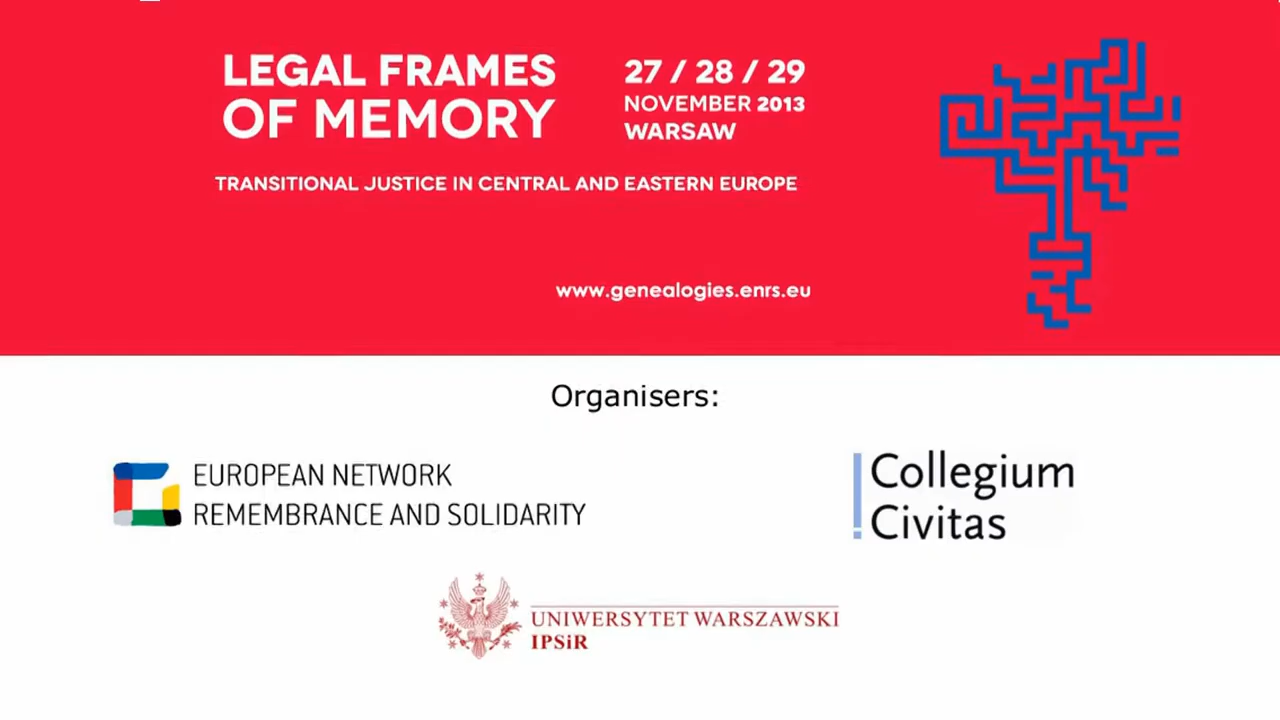 LEGAL FRAMES
OF MEMORY
27 / 28 / 29
NOVEMBER 2013
WARSAW
TRANSITIONAL JUSTICE IN CENTRAL AND EASTERN EUROPE
www.genealogies.enrs.eu
Organisers:
EUROPEAN NETWORK
REMEMBRANCE AND SOLIDARITY
Collegium
Civitas
UNIWERSYTET WARSZAWSKI
IPSiR